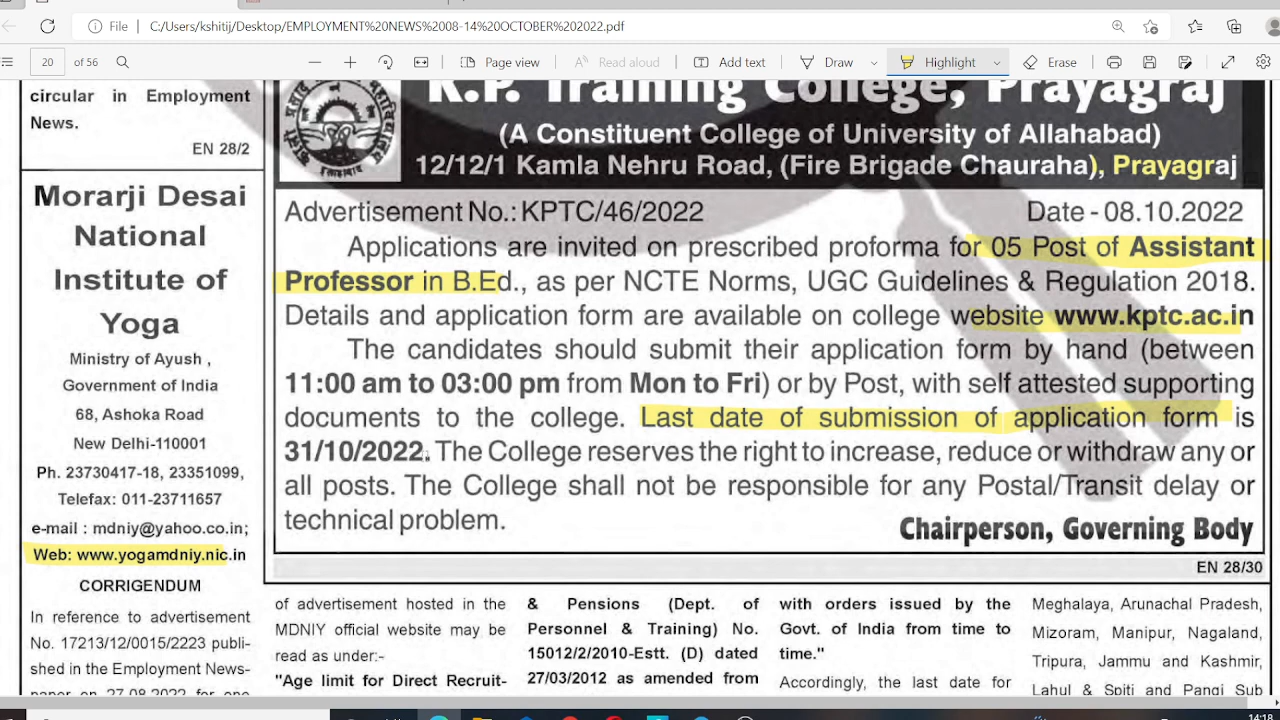 File
C:/Users/kshitij/Desktop/EMPLOYMENT%20NEWS%2008-14%20OCTOBER%202022.pdf
20 of 56
Page view
Read aloud
Add text
Draw
Highlight
Erase
circular in Employment
News.
EN 28/2
Morarji Desai
National
Institute of
Yoga
Ministry of Ayush ,
Government of India
68, Ashoka Road
New Delhi-110001
Ph. 23730417-18, 23351099,
Telefax: 011-23711657
e-mail : mdniy@yahoo.co.in;
Web: www.yogamdniy.nic.in
CORRIGENDUM
In reference to advertisement
No. 17213/12/0015/2223 publi-
shed in the Employment News-
paper on 27.08.2022 for one
K.P. Training College, Prayagraj
(A Constituent College of University of Allahabad)
12/12/1 Kamla Nehru Road, (Fire Brigade Chauraha), Prayagraj
Advertisement No.: KPTC/46/2022 Date - 08.10.2022
Applications are invited on prescribed proforma for 05 Post of Assistant
Professor in B.Ed., as per NCTE Norms, UGC Guidelines & Regulation 2018.
Details and application form are available on college website www.kptc.ac.in
The candidates should submit their application form by hand (between
11:00 am to 03:00 pm from Mon to Fri) or by Post, with self attested supporting
documents to the college. Last date of submission of application form is
31/10/2022. The College reserves the right to increase, reduce or withdraw any or
all posts. The College shall not be responsible for any Postal/Transit delay or
technical problem.
Chairperson, Governing Body
EN 28/30
of advertisement hosted in the
MDNIY official website may be
read as under:-
"Age limit for Direct Recruit-
& Pensions (Dept. of
Personnel & Training) No.
15012/2/2010-Estt. (D) dated
27/03/2012 as amended from
with orders issued by the
Govt. of India from time to
time."
Accordingly, the last date for
Meghalaya, Arunachal Pradesh,
Mizoram, Manipur, Nagaland,
Tripura, Jammu and Kashmir,
Lahul & Spiti and Pangi Sub
14:18